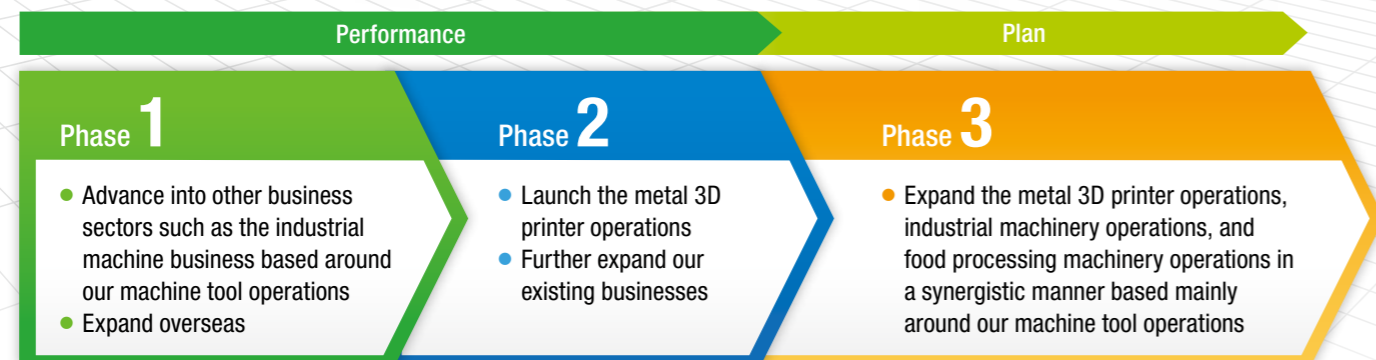 Performance
Plan
Phase 1
● Advance into other business
sectors such as the industrial
machine business based around
our machine tool operations
● Expand overseas
Phase 2
● Launch the metal 3D
printer operations
● Further expand our
existing businesses
Phase 3
● Expand the metal 3D printer operations,
industrial machinery operations, and
food processing machinery operations in
a synergistic manner based mainly
around our machine tool operations